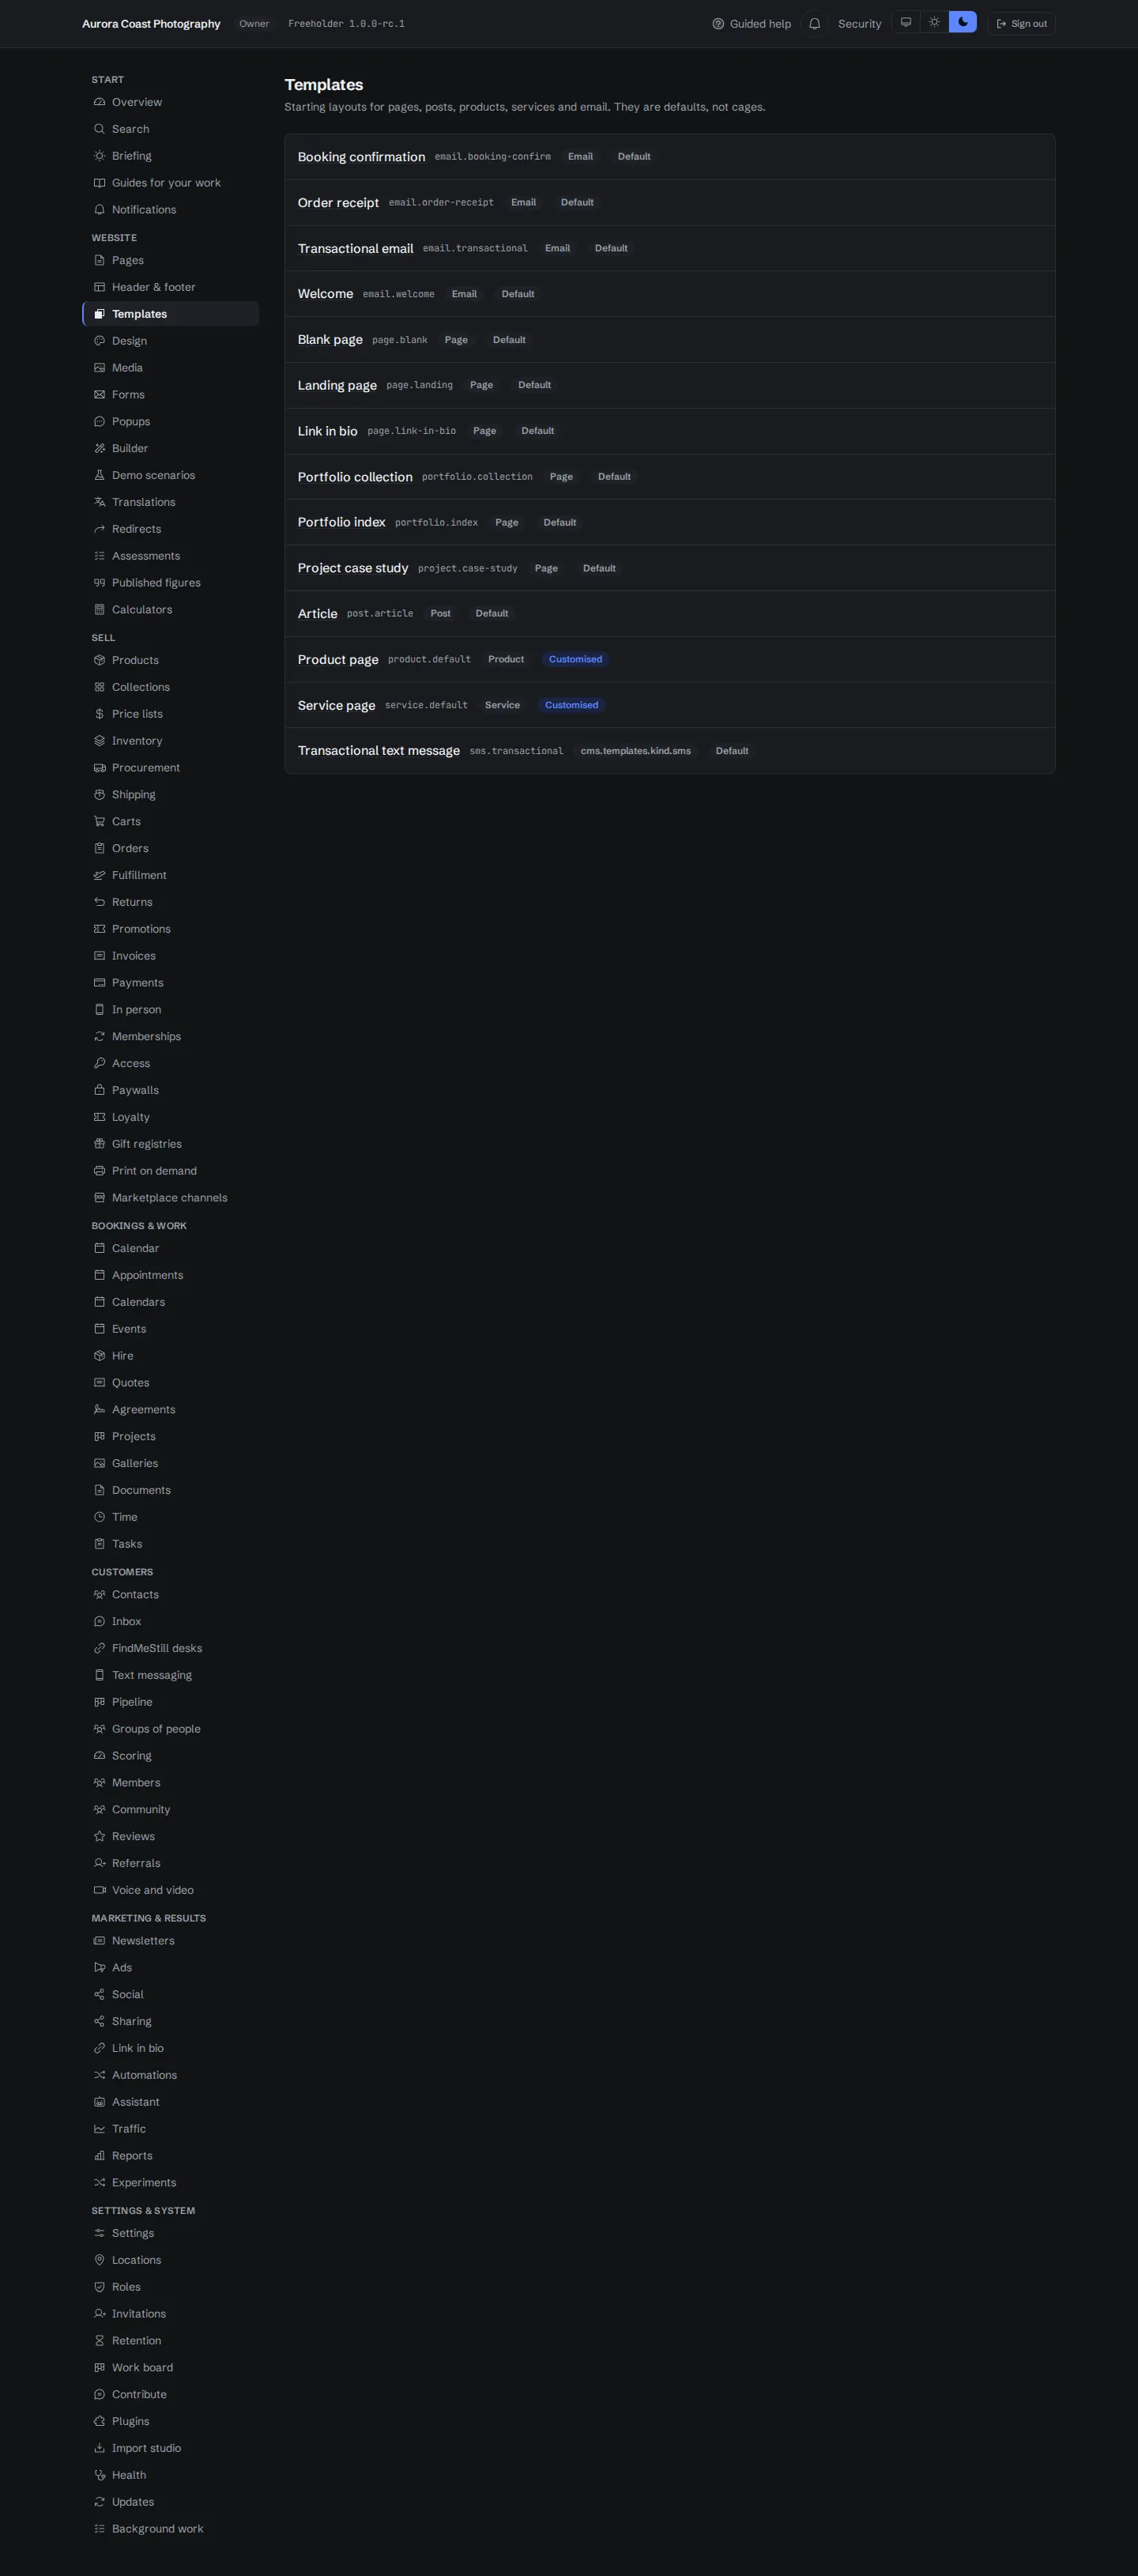 Aurora Coast Photography Owner Freeholder 1.0.0-rc.1 Guided help Security Sign out
START
Overview
Search
Briefing
Guides for your work
Notifications
WEBSITE
Pages
Header & footer
Templates
Design
Media
Forms
Popups
Builder
Demo scenarios
Translations
Redirects
Assessments
Published figures
Calculators
SELL
Products
Collections
Price lists
Inventory
Procurement
Shipping
Carts
Orders
Fulfillment
Returns
Promotions
Invoices
Payments
In person
Memberships
Access
Paywalls
Loyalty
Gift registries
Print on demand
Marketplace channels
BOOKINGS & WORK
Calendar
Appointments
Calendars
Events
Hire
Quotes
Agreements
Projects
Galleries
Documents
Time
Tasks
CUSTOMERS
Contacts
Inbox
FindMeStill desks
Text messaging
Pipeline
Groups of people
Scoring
Members
Community
Reviews
Referrals
Voice and video
MARKETING & RESULTS
Newsletters
Ads
Social
Sharing
Link in bio
Automations
Assistant
Traffic
Reports
Experiments
SETTINGS & SYSTEM
Settings
Locations
Roles
Invitations
Retention
Work board
Contribute
Plugins
Import studio
Health
Updates
Background work
Templates
Starting layouts for pages, posts, products, services and email. They are defaults, not cages.
Booking confirmation email.booking-confirm Email Default
Order receipt email.order-receipt Email Default
Transactional email email.transactional Email Default
Welcome email.welcome Email Default
Blank page page.blank Page Default
Landing page page.landing Page Default
Link in bio page.link-in-bio Page Default
Portfolio collection portfolio.collection Page Default
Portfolio index portfolio.index Page Default
Project case study project.case-study Page Default
Article post.article Post Default
Product page product.default Product Customised
Service page service.default Service Customised
Transactional text message sms.transactional cms.templates.kind.sms Default